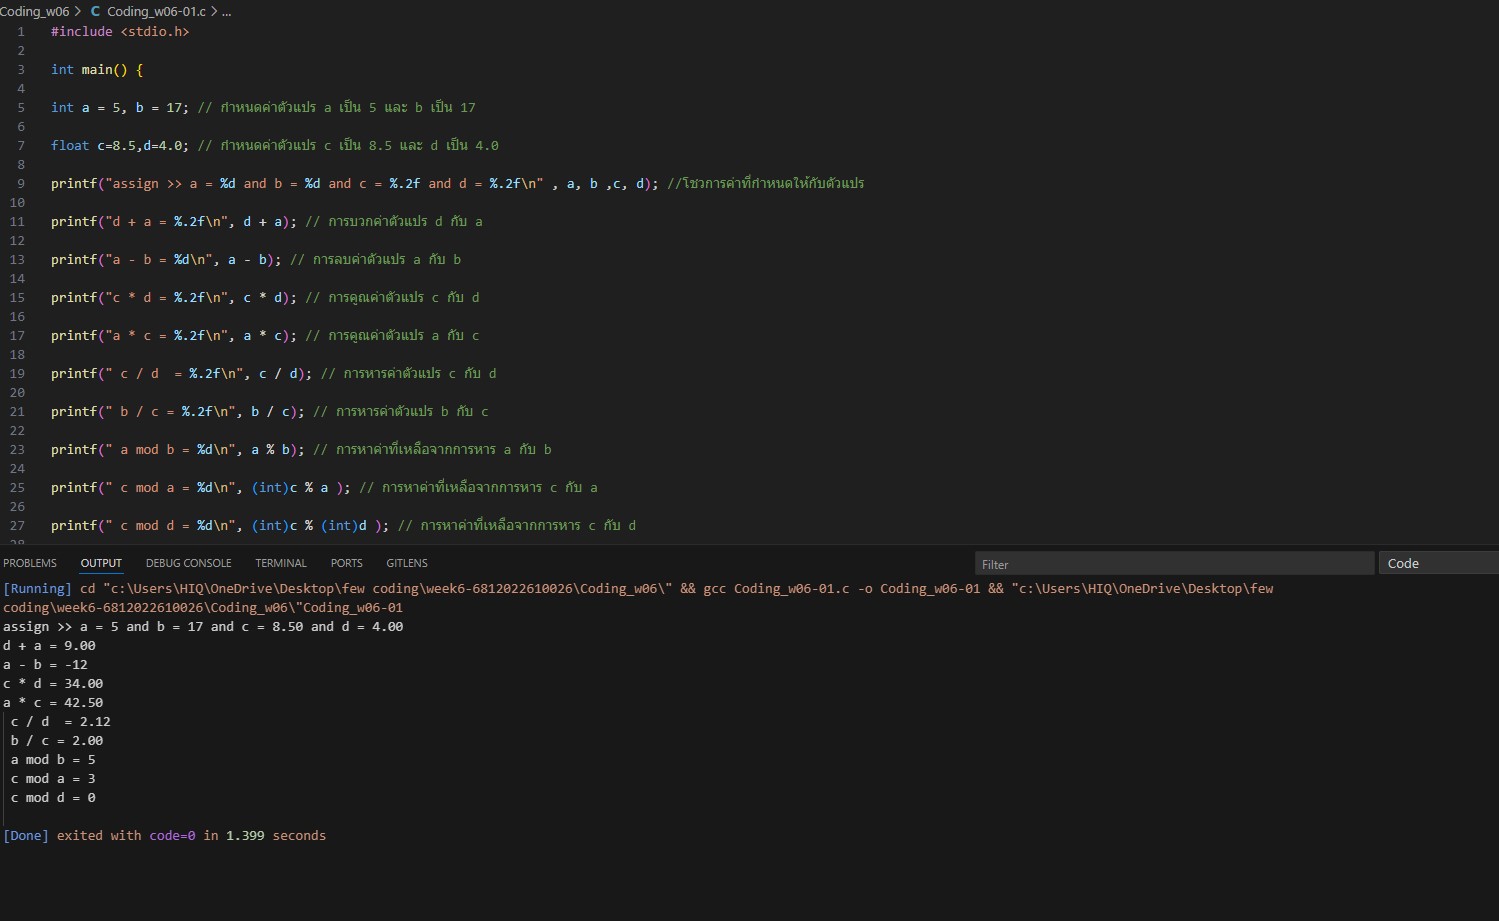 Coding_w06 > C Coding_w06-01.c > ...
1 #include <stdio.h>
2
3 int main() {
4
5 int a = 5, b = 17; // กำหนดค่าตัวแปร a เป็น 5 และ b เป็น 17
6
7 float c=8.5,d=4.0; // กำหนดค่าตัวแปร c เป็น 8.5 และ d เป็น 4.0
8
9 printf("assign >> a = %d and b = %d and c = %.2f and d = %.2f\n" , a, b ,c, d); //โชวการค่าที่กำหนดให้กับตัวแปร
10
11 printf("d + a = %.2f\n", d + a); // การบวกค่าตัวแปร d กับ a
12
13 printf("a - b = %d\n", a - b); // การลบค่าตัวแปร a กับ b
14
15 printf("c * d = %.2f\n", c * d); // การคูณค่าตัวแปร c กับ d
16
17 printf("a * c = %.2f\n", a * c); // การคูณค่าตัวแปร a กับ c
18
19 printf(" c / d  = %.2f\n", c / d); // การหารค่าตัวแปร c กับ d
20
21 printf(" b / c = %.2f\n", b / c); // การหารค่าตัวแปร b กับ c
22
23 printf(" a mod b = %d\n", a % b); // การหาค่าที่เหลือจากการหาร a กับ b
24
25 printf(" c mod a = %d\n", (int)c % a ); // การหาค่าที่เหลือจากการหาร c กับ a
26
27 printf(" c mod d = %d\n", (int)c % (int)d ); // การหาค่าที่เหลือจากการหาร c กับ d
28
PROBLEMS OUTPUT DEBUG CONSOLE TERMINAL PORTS GITLENS Filter Code
[Running] cd "c:\Users\HIQ\OneDrive\Desktop\few coding\week6-6812022610026\Coding_w06\" && gcc Coding_w06-01.c -o Coding_w06-01 && "c:\Users\HIQ\OneDrive\Desktop\few
coding\week6-6812022610026\Coding_w06\"Coding_w06-01
assign >> a = 5 and b = 17 and c = 8.50 and d = 4.00
d + a = 9.00
a - b = -12
c * d = 34.00
a * c = 42.50
c / d  = 2.12
b / c = 2.00
a mod b = 5
c mod a = 3
c mod d = 0
[Done] exited with code=0 in 1.399 seconds